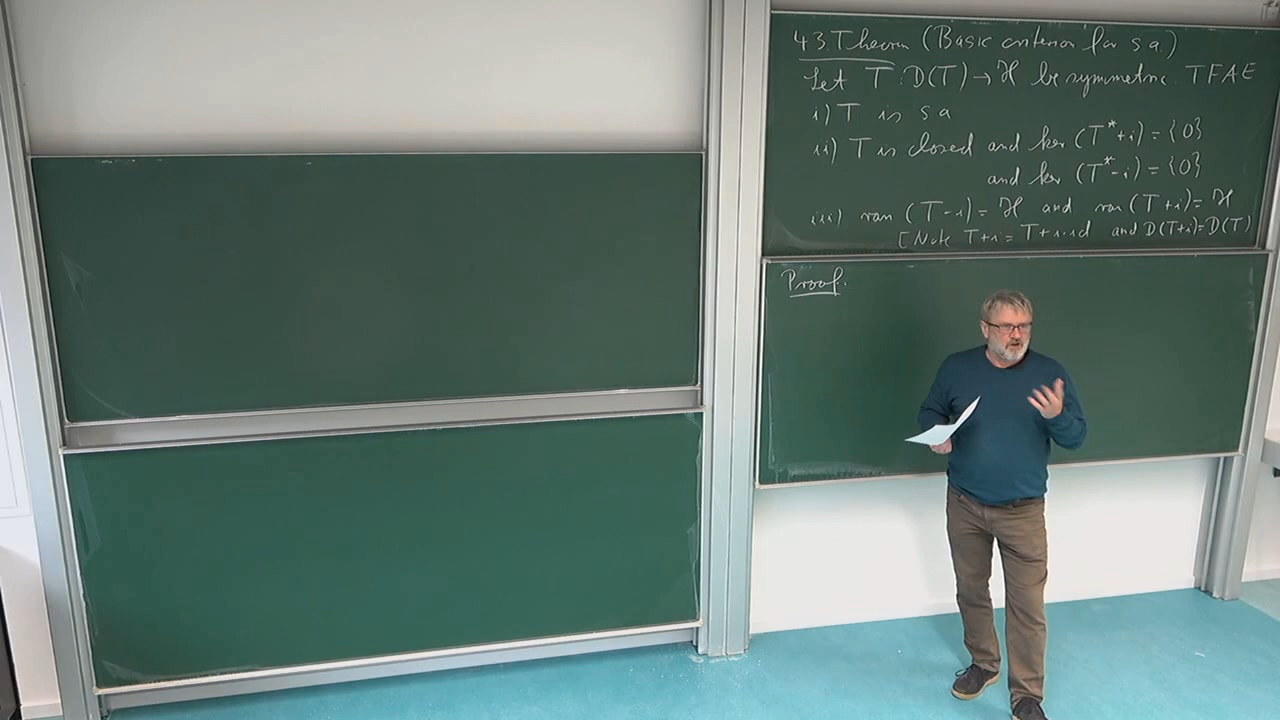 43. Theorem (Basic criterion for s.a.)
Let T: D(T) → ℋ be symmetric. TFAE
i) T is s a
ii) T is closed and ker (T* + i) = {0}
and ker (T* - i) = {0}
iii) ran (T - i) = ℋ and ran (T + i) = ℋ
[Note T + i = T + i · id and D(T+i) = D(T)
Proof.